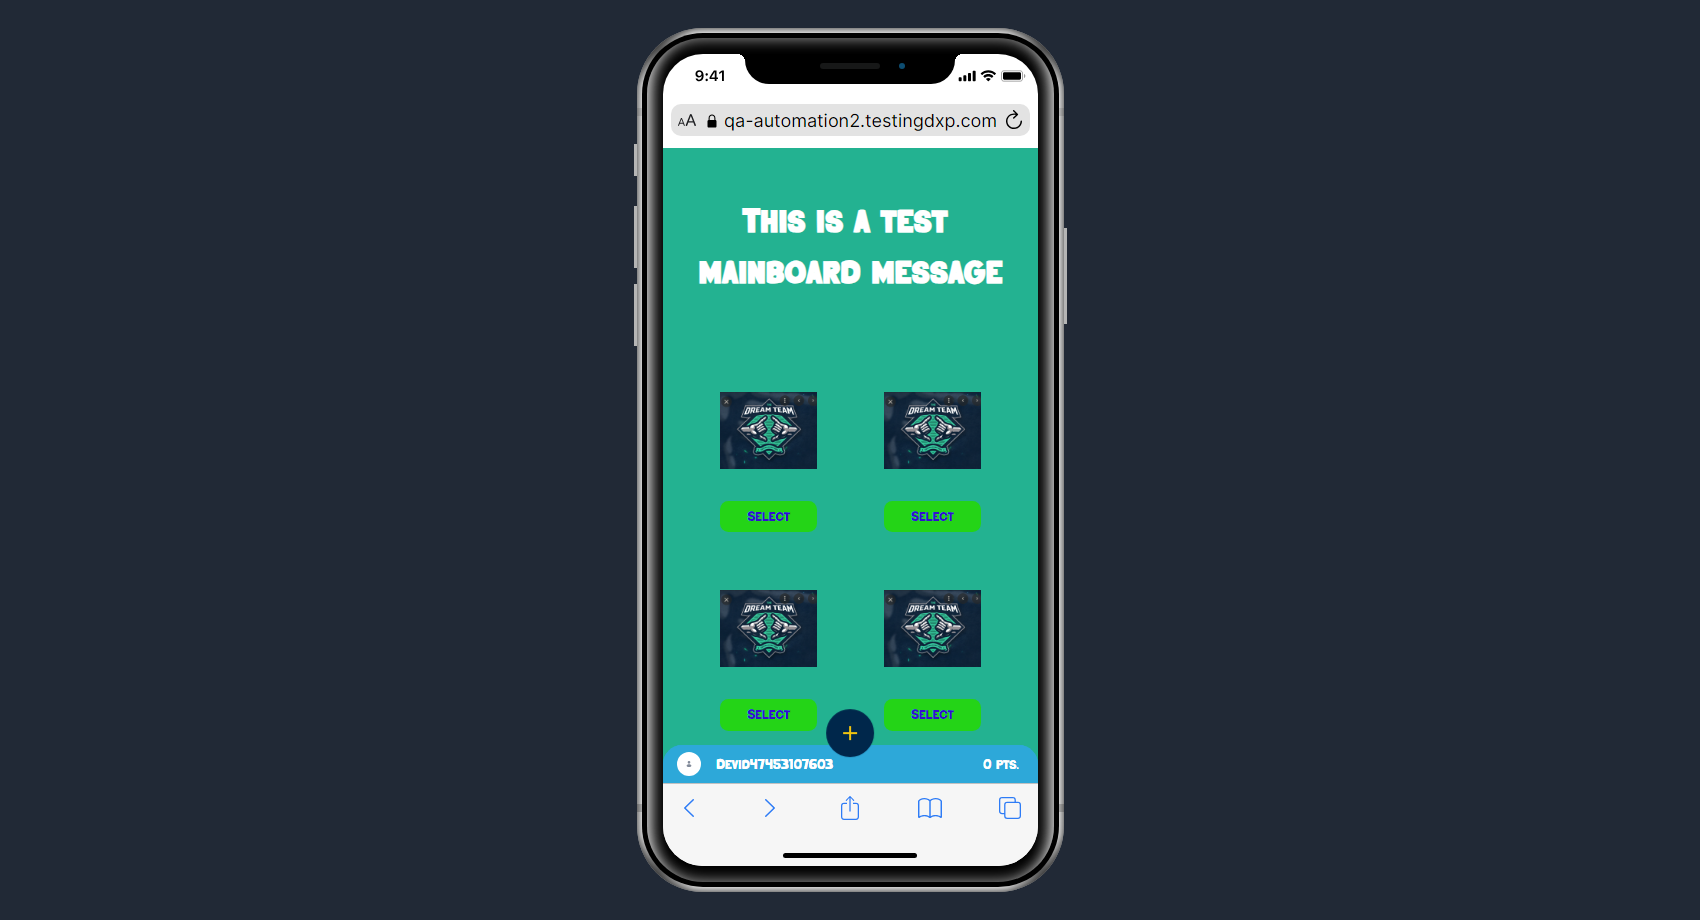 9:41
AA qa-automation2.testingdxp.com
This is a test
mainboard message
DREAM TEAM DREAM TEAM
Select Select
DREAM TEAM DREAM TEAM
Select Select
Devid47453107603 0 pts.